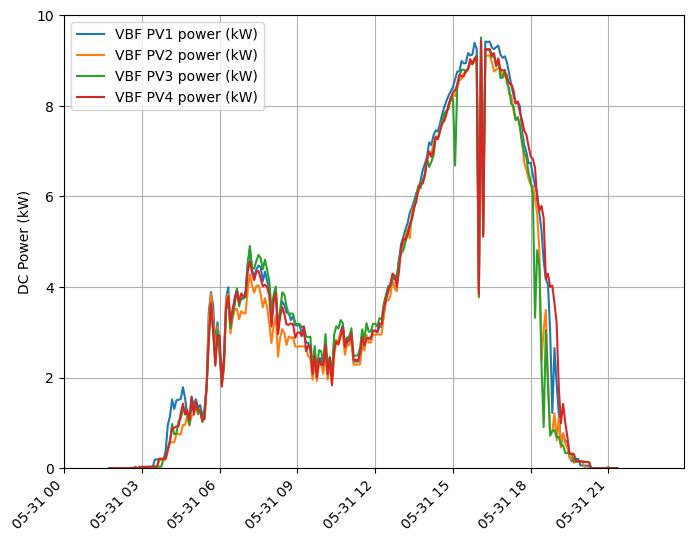 VBF PV1 power (kW)
VBF PV2 power (kW)
VBF PV3 power (kW)
VBF PV4 power (kW)
DC Power (kW)
10
8
6
4
2
0
05-31 00
05-31 03
05-31 06
05-31 09
05-31 12
05-31 15
05-31 18
05-31 21